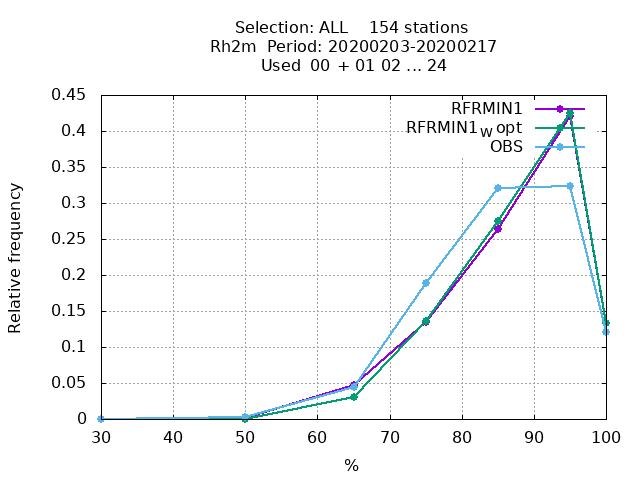 Selection: ALL    154 stations
Rh2m  Period: 20200203-20200217
Used  00 + 01 02 ... 24
RFRMIN1
RFRMIN1W opt
OBS
Relative frequency
0.45
0.4
0.35
0.3
0.25
0.2
0.15
0.1
0.05
0
30 40 50 60 70 80 90 100
%